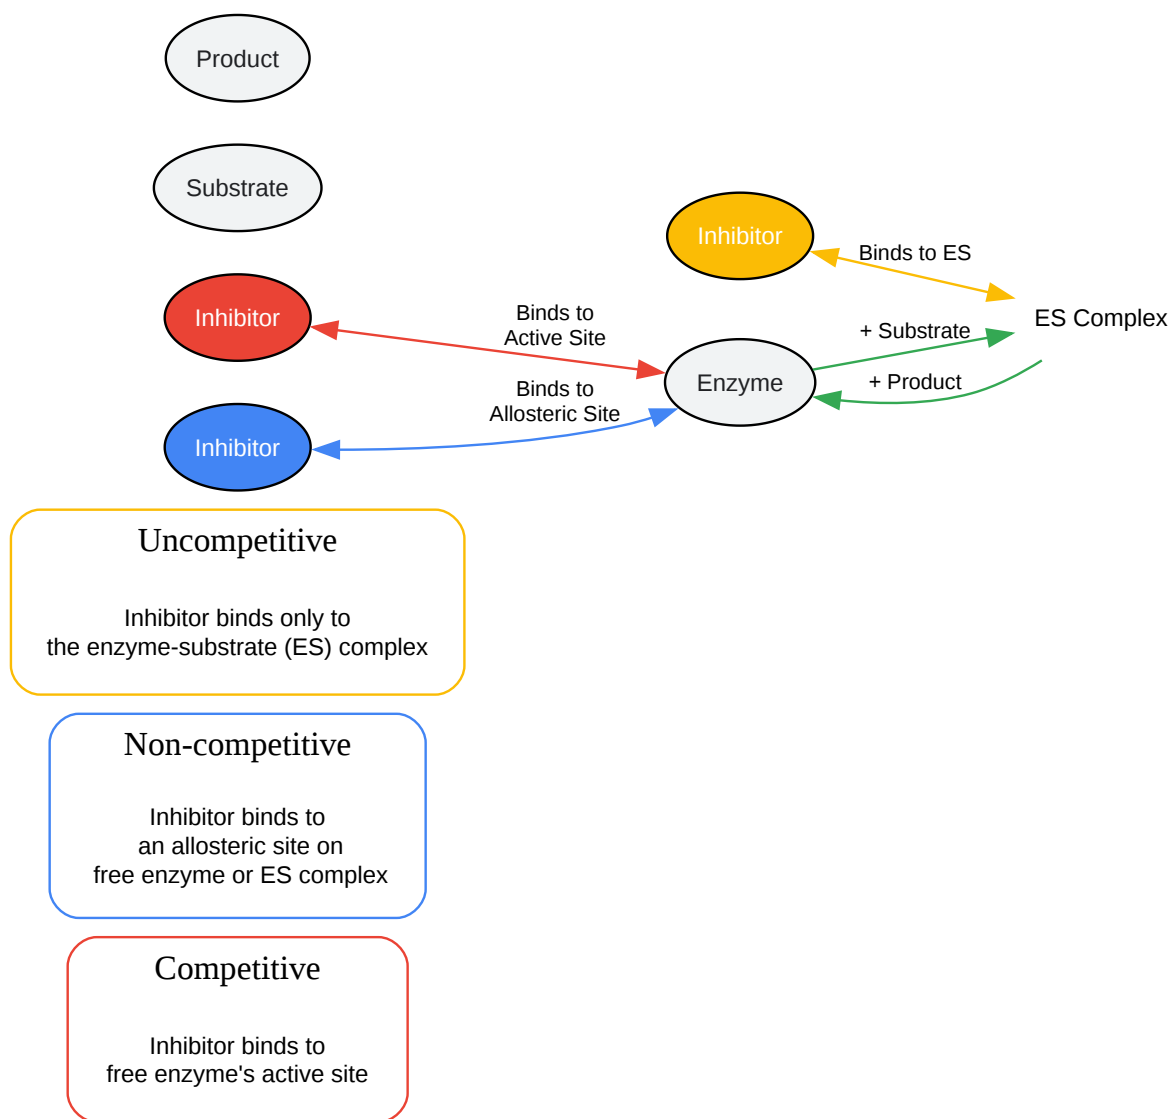 Product
Substrate
Inhibitor
Binds to ES
Inhibitor
Binds to
Active Site
+ Substrate
ES Complex
Enzyme
+ Product
Binds to
Allosteric Site
Inhibitor
Uncompetitive
Inhibitor binds only to
the enzyme-substrate (ES) complex
Non-competitive
Inhibitor binds to
an allosteric site on
free enzyme or ES complex
Competitive
Inhibitor binds to
free enzyme's active site